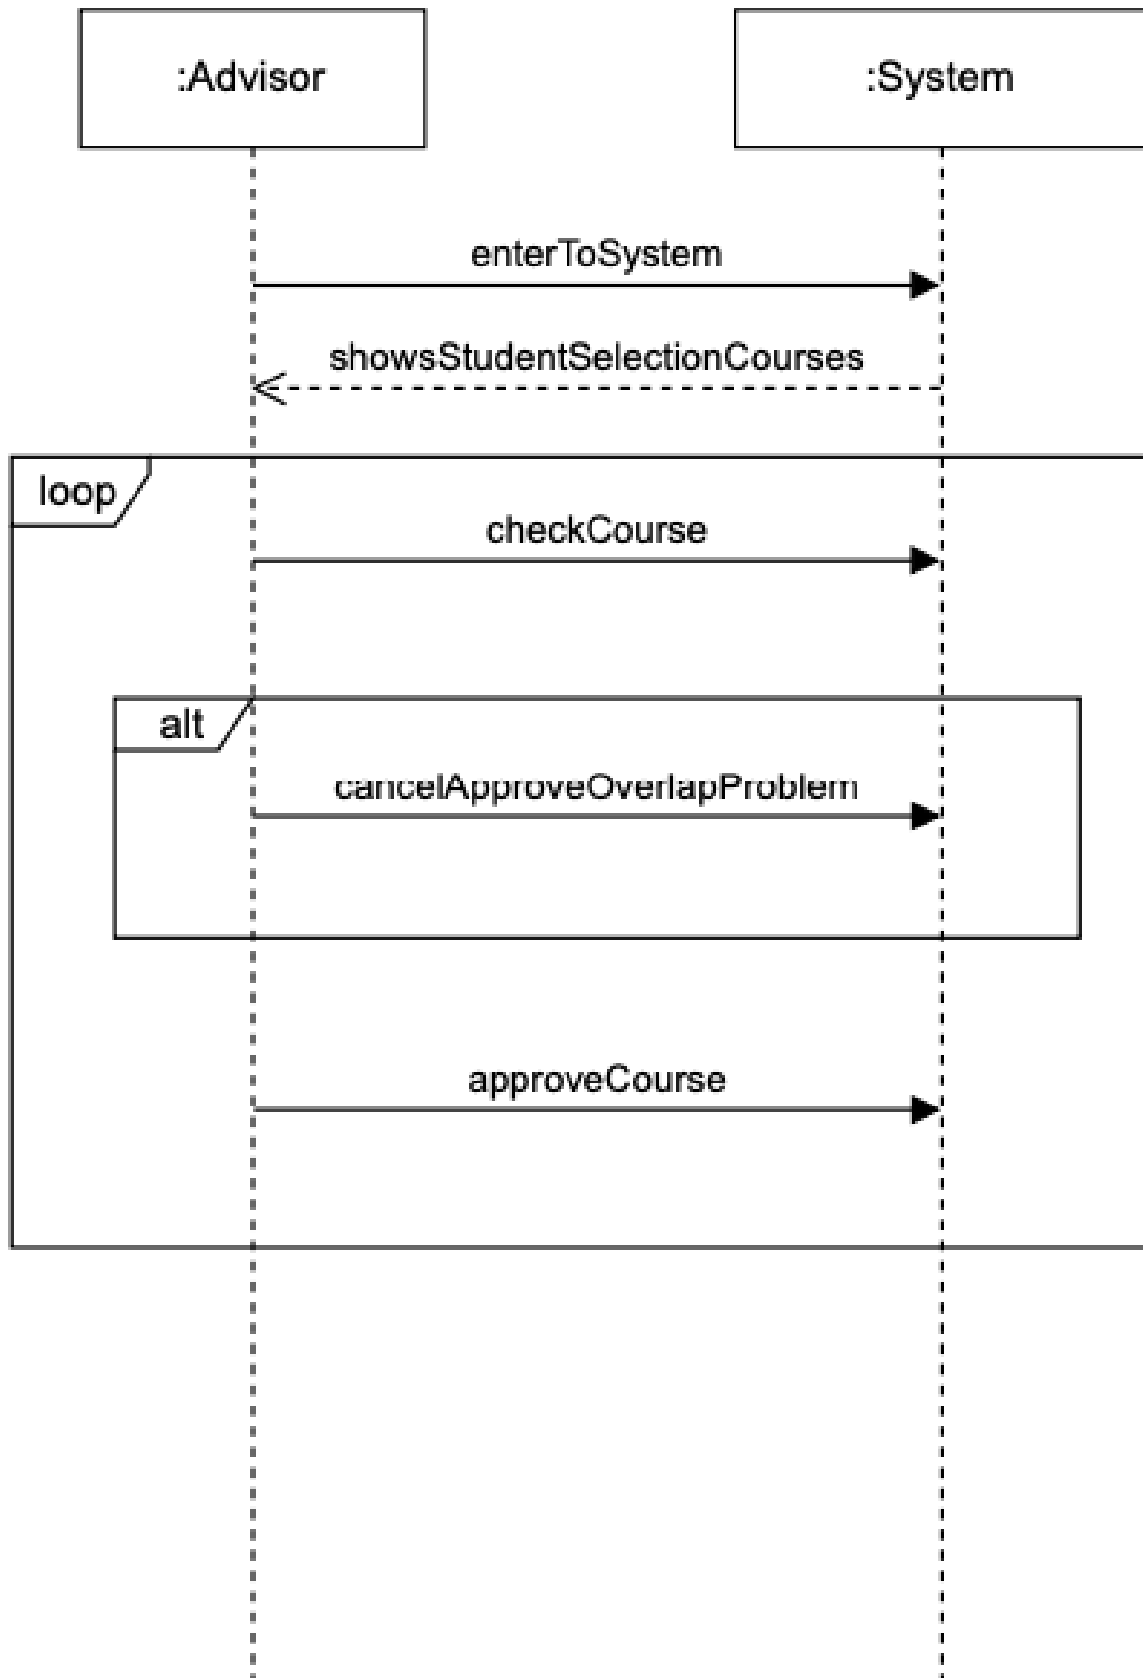 :Advisor
:System
enterToSystem
showsStudentSelectionCourses
loop
checkCourse
alt
cancelApproveOverlapProblem
approveCourse